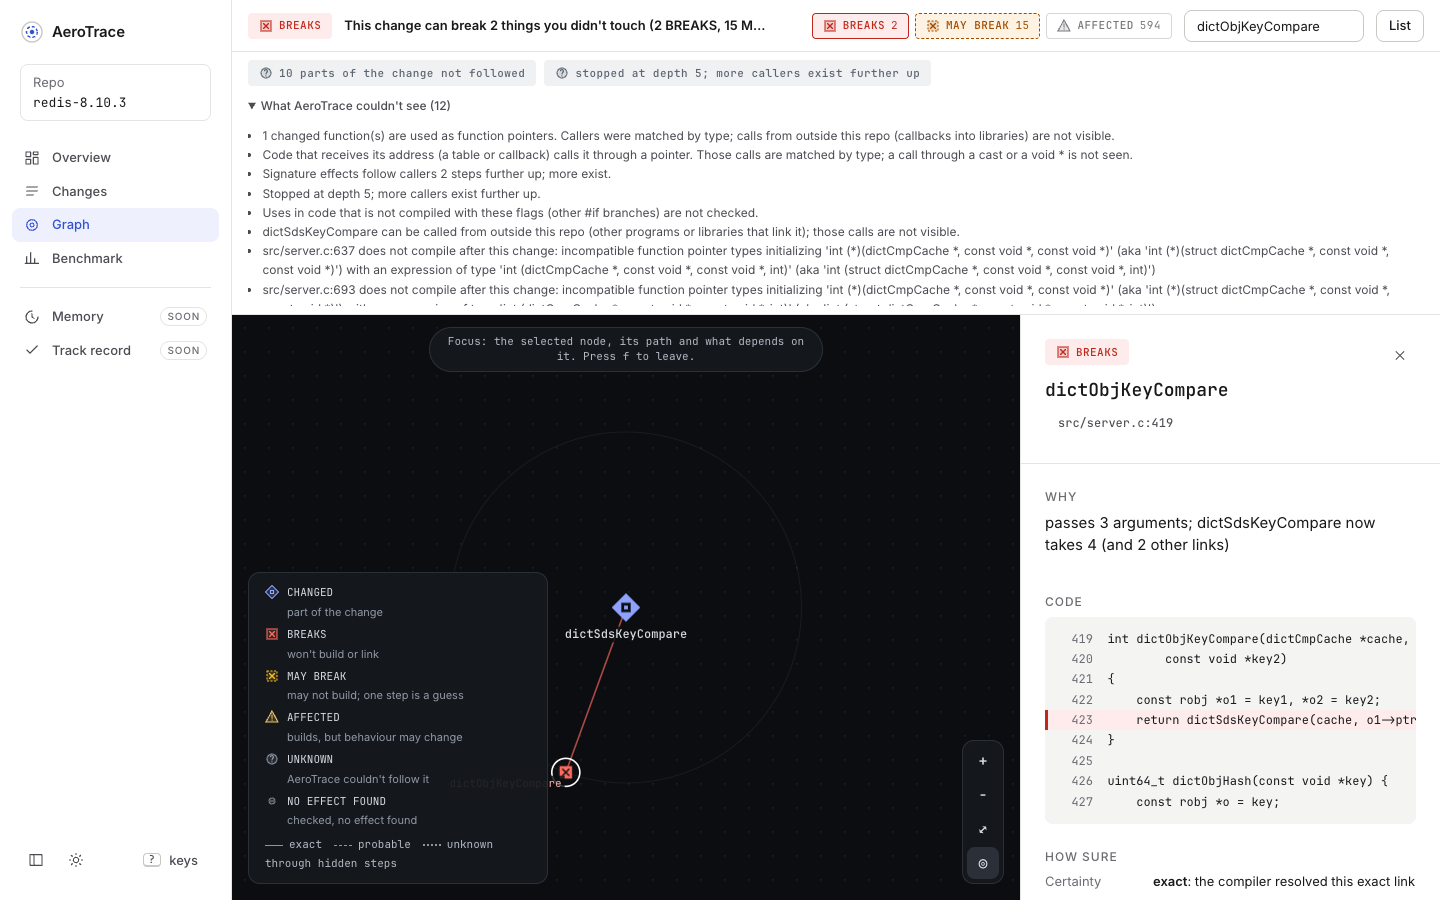 AeroTrace
Repo
redis-8.10.3
Overview
Changes
Graph
Benchmark
Memory SOON
Track record SOON
? keys
BREAKS This change can break 2 things you didn't touch (2 BREAKS, 15 M… BREAKS 2 MAY BREAK 15 AFFECTED 594 dictObjKeyCompare List
10 parts of the change not followed stopped at depth 5; more callers exist further up
▼ What AeroTrace couldn't see (12)
• 1 changed function(s) are used as function pointers. Callers were matched by type; calls from outside this repo (callbacks into libraries) are not visible.
• Code that receives its address (a table or callback) calls it through a pointer. Those calls are matched by type; a call through a cast or a void * is not seen.
• Signature effects follow callers 2 steps further up; more exist.
• Stopped at depth 5; more callers exist further up.
• Uses in code that is not compiled with these flags (other #if branches) are not checked.
• dictSdsKeyCompare can be called from outside this repo (other programs or libraries that link it); those calls are not visible.
• src/server.c:637 does not compile after this change: incompatible function pointer types initializing 'int (*)(dictCmpCache *, const void *, const void *)' (aka 'int (*)(struct dictCmpCache *, const void *,
const void *)') with an expression of type 'int (dictCmpCache *, const void *, const void *, int)' (aka 'int (struct dictCmpCache *, const void *, const void *, int)')
• src/server.c:693 does not compile after this change: incompatible function pointer types initializing 'int (*)(dictCmpCache *, const void *, const void *)' (aka 'int (*)(struct dictCmpCache *, const void *,
Focus: the selected node, its path and what depends on
it. Press f to leave.
dictSdsKeyCompare
dictObjKeyCompare
CHANGED
part of the change
BREAKS
won't build or link
MAY BREAK
may not build; one step is a guess
AFFECTED
builds, but behaviour may change
UNKNOWN
AeroTrace couldn't follow it
NO EFFECT FOUND
checked, no effect found
exact probable unknown
through hidden steps
+
-
BREAKS
dictObjKeyCompare
src/server.c:419
WHY
passes 3 arguments; dictSdsKeyCompare now
takes 4 (and 2 other links)
CODE
419 int dictObjKeyCompare(dictCmpCache *cache,
420 const void *key2)
421 {
422 const robj *o1 = key1, *o2 = key2;
423 return dictSdsKeyCompare(cache, o1->ptr
424 }
425
426 uint64_t dictObjHash(const void *key) {
427 const robj *o = key;
HOW SURE
Certainty exact: the compiler resolved this exact link